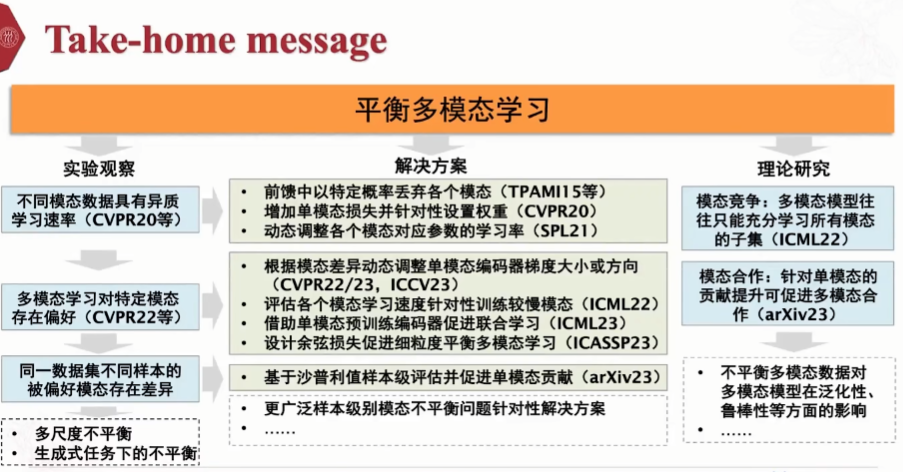 Take-home message
平衡多模态学习
实验观察
不同模态数据具有异质
学习速率（CVPR20等）
多模态学习对特定模态
存在偏好（CVPR22等）
同一数据集不同样本的
被偏好模态存在差异
• 多尺度不平衡
• 生成式任务下的不平衡
解决方案
• 前馈中以特定概率丢弃各个模态（TPAMI15等）
• 增加单模态损失并针对性设置权重（CVPR20）
• 动态调整各个模态对应参数的学习率（SPL21）
• 根据模态差异动态调整单模态编码器梯度大小或方向
（CVPR22/23，ICCV23）
• 评估各个模态学习速度针对性训练较慢模态（ICML22）
• 借助单模态预训练编码器促进联合学习（ICML23）
• 设计余弦损失促进细粒度平衡多模态学习（ICASSP23）
• 基于沙普利值样本级评估并促进单模态贡献（arXiv23）
• 更广泛样本级别模态不平衡问题针对性解决方案
• ……
理论研究
模态竞争：多模态模型往
往只能充分学习所有模态
的子集（ICML22）
模态合作：针对单模态的
贡献提升可促进多模态合
作（arXiv23）
• 不平衡多模态数据对
多模态模型在泛化性、
鲁棒性等方面的影响
• ……